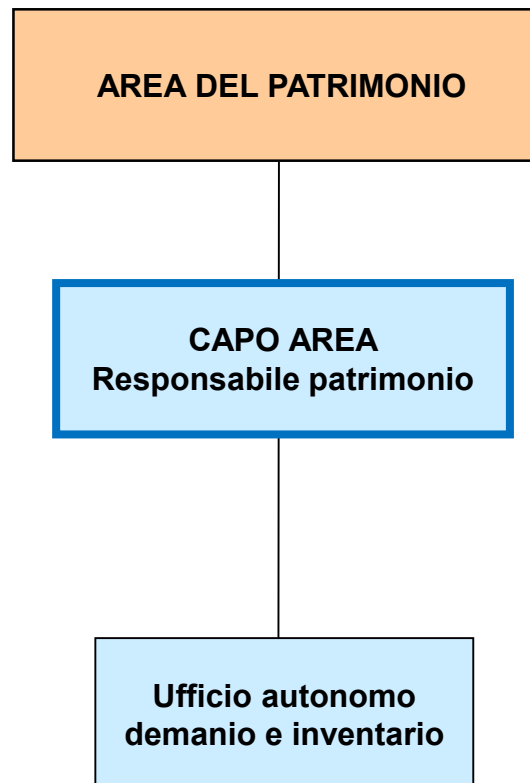 AREA DEL PATRIMONIO
CAPO AREA
Responsabile patrimonio
Ufficio autonomo
demanio e inventario